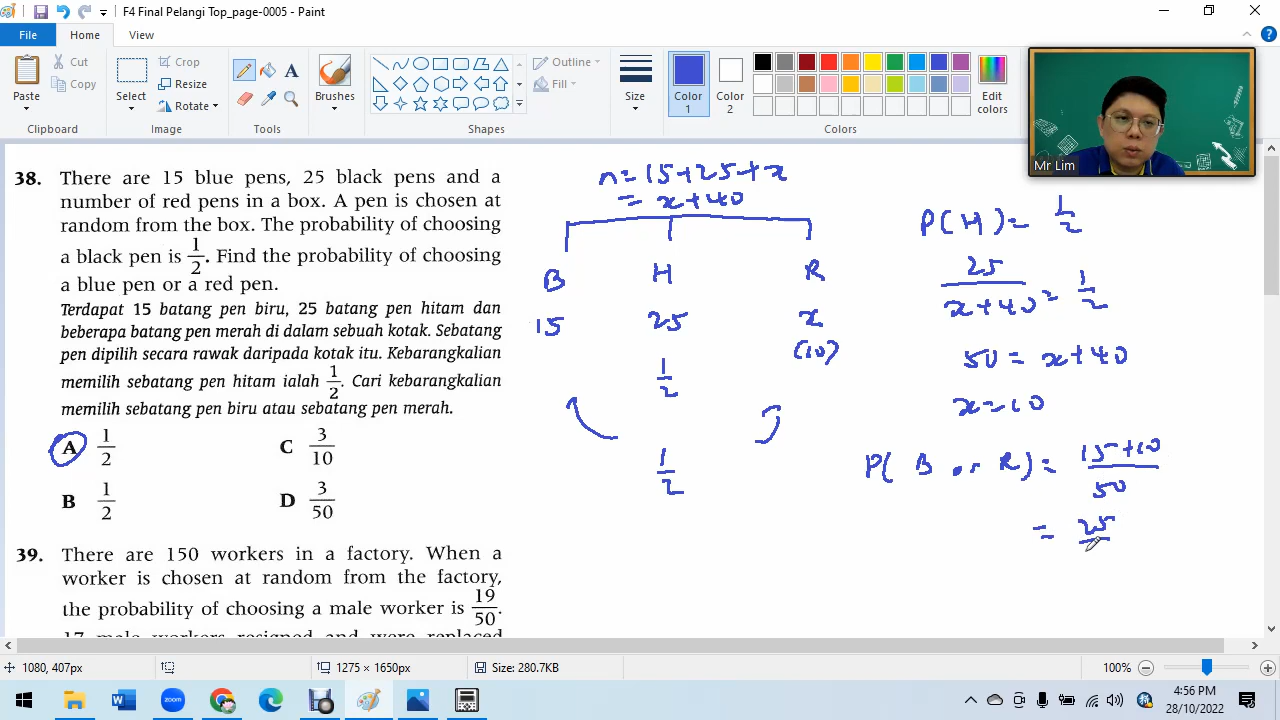 F4 Final Pelangi Top_page-0005 - Paint
File Home View
Paste
Cut
Copy
Clipboard
Select
Crop
Resize
Rotate
Image
A
Tools
Brushes
Shapes
Outline
Fill
Size
Color 1
Color 2
Colors
Edit colors
Mr Lim
38. There are 15 blue pens, 25 black pens and a
number of red pens in a box. A pen is chosen at
random from the box. The probability of choosing
a black pen is 1/2. Find the probability of choosing
a blue pen or a red pen.
Terdapat 15 batang pen biru, 25 batang pen hitam dan
beberapa batang pen merah di dalam sebuah kotak. Sebatang
pen dipilih secara rawak daripada kotak itu. Kebarangkalian
memilih sebatang pen hitam ialah 1/2. Cari kebarangkalian
memilih sebatang pen biru atau sebatang pen merah.
A 1/2 C 3/10
B 1/2 D 3/50
39. There are 150 workers in a factory. When a
worker is chosen at random from the factory,
the probability of choosing a male worker is 19/50.
17 male workers resigned and were replaced
n=15+25+x
= x+40
B H R
15 25 x
(10)
1/2
1/2
P(H)= 1/2
25/x+40 = 1/2
50 = x+40
x=10
P( B or R) = 15+10/50
= 25
1080, 407px
1275 × 1650px
Size: 280.7KB
100%
zoom
4:56 PM
28/10/2022